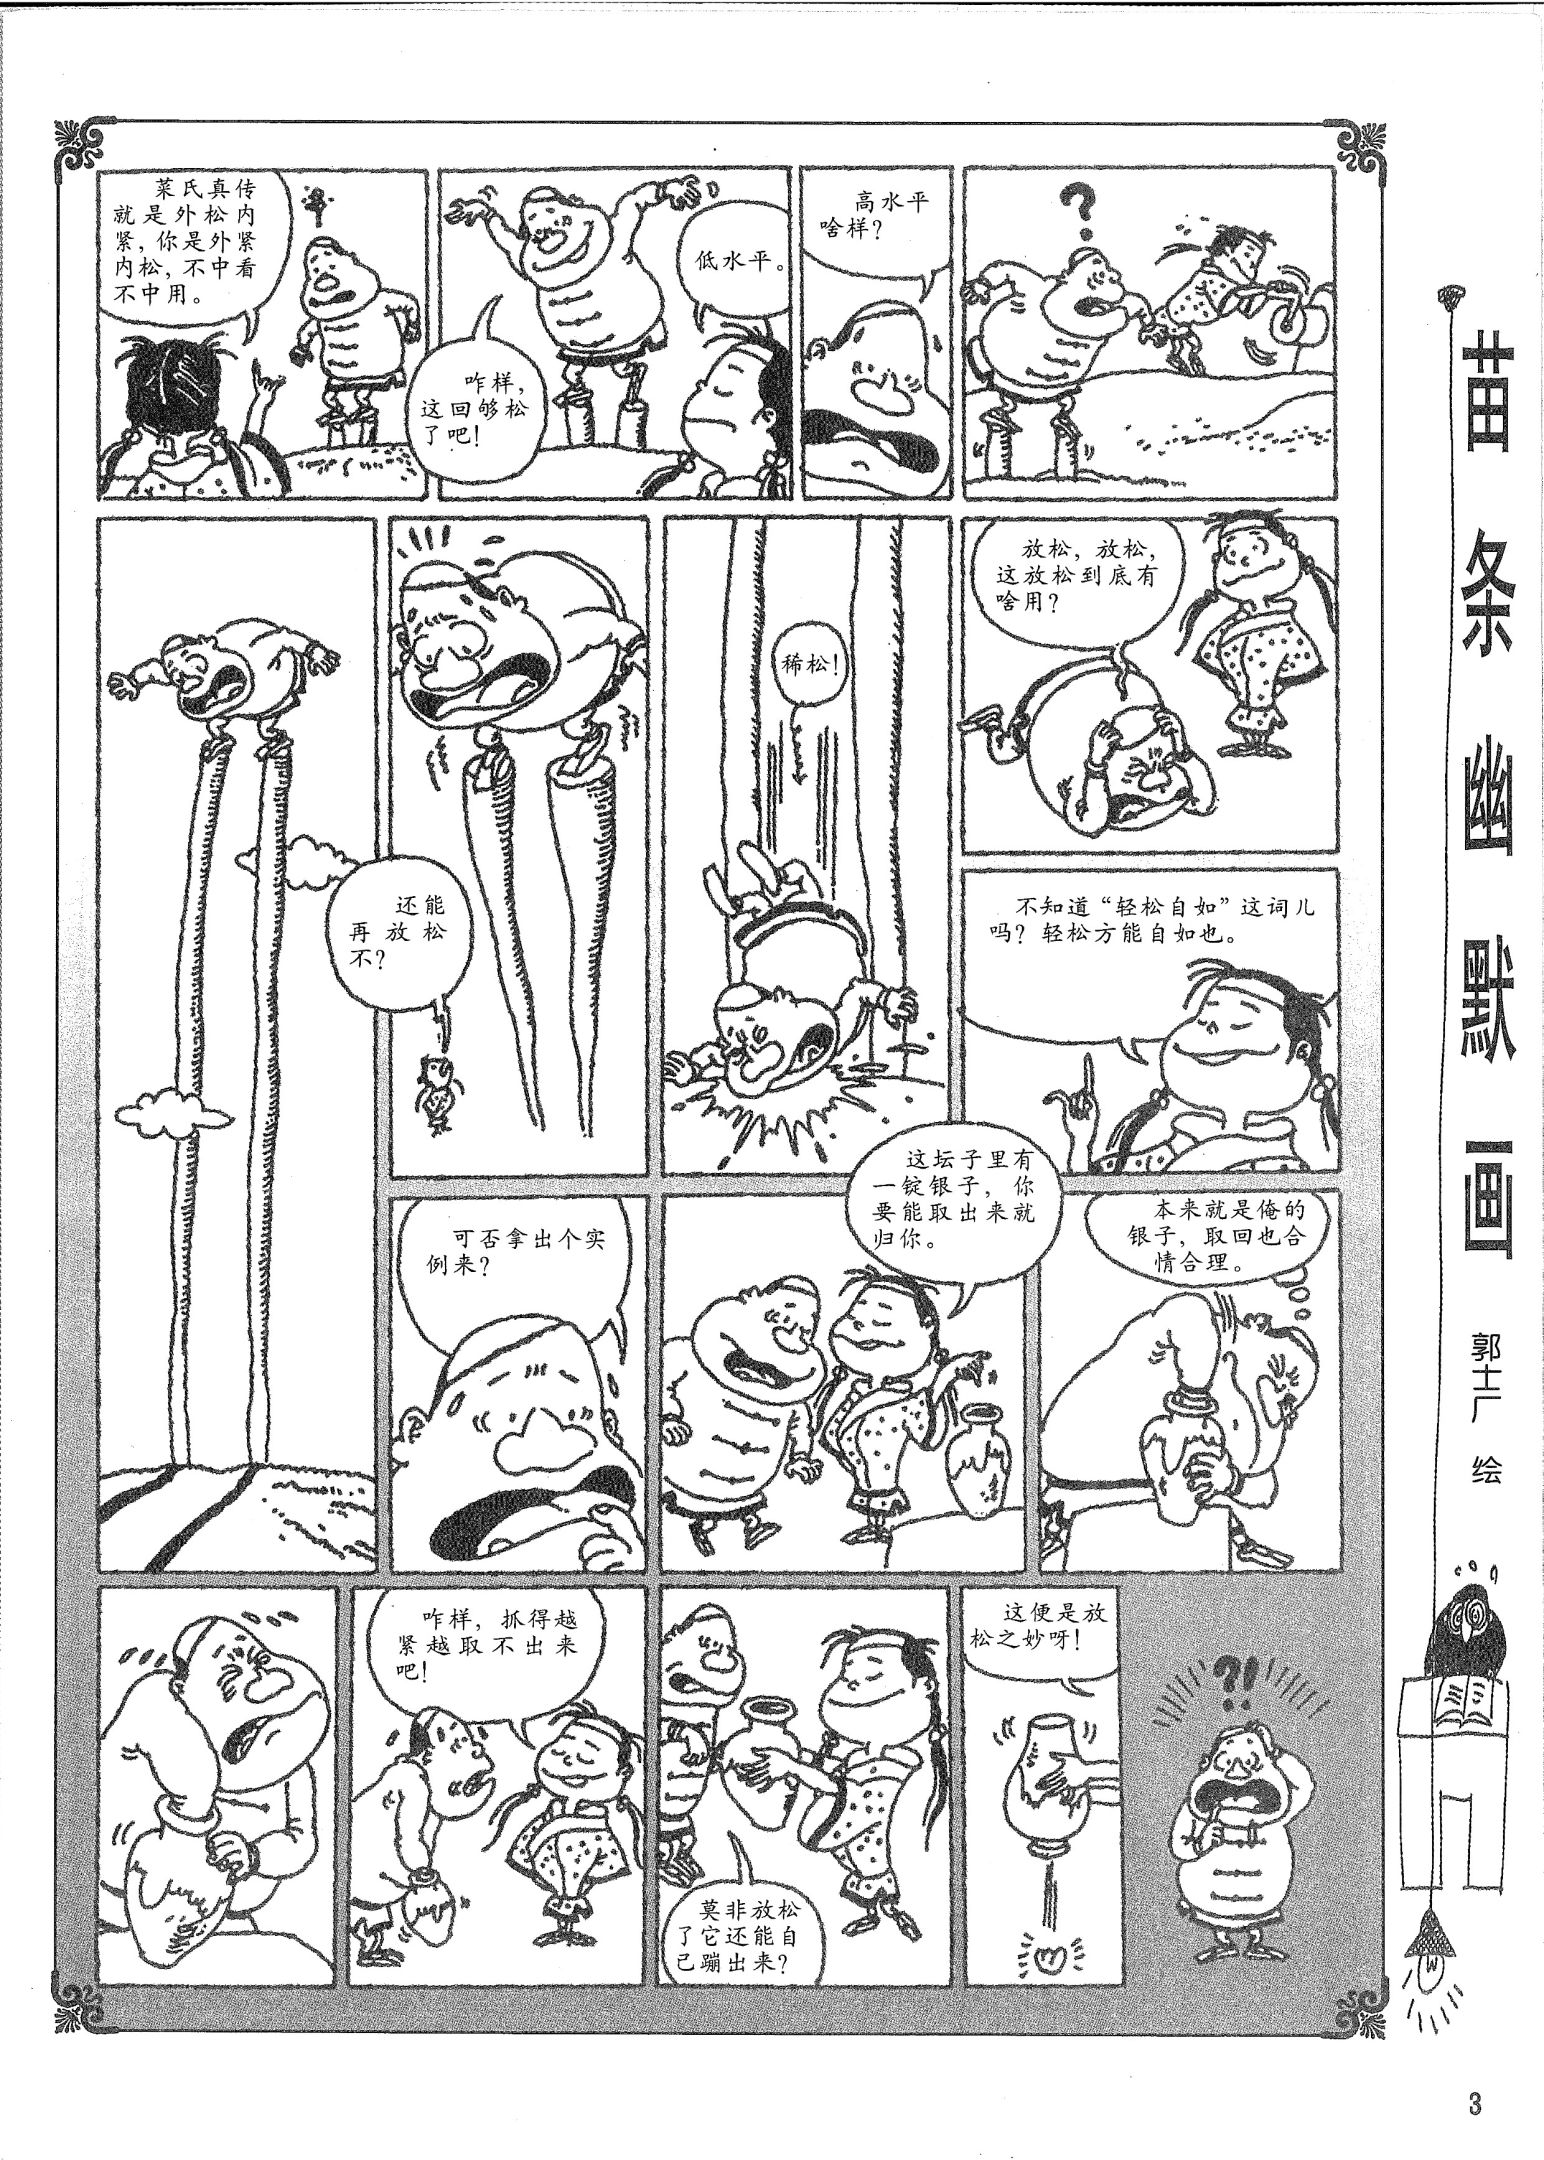 菜氏真传
就是外松内
紧，你是外紧
内松，不中看
不中用。
咋样，
这回够松
了吧！
低水平。
高水平
啥样？
?
还能
再放松
不？
稀松！
放松，放松，
这放松到底有
啥用？
不知道“轻松自如”这词儿
吗？轻松方能自如也。
可否拿出个实
例来？
这坛子里有
一锭银子，你
要能取出来就
归你。
本来就是俺的
银子，取回也合
情合理。
咋样，抓得越
紧越取不出来
吧！
莫非放松
了它还能自
己蹦出来？
这便是放
松之妙呀！
?!
苗条幽默画
郭士厂 绘
3